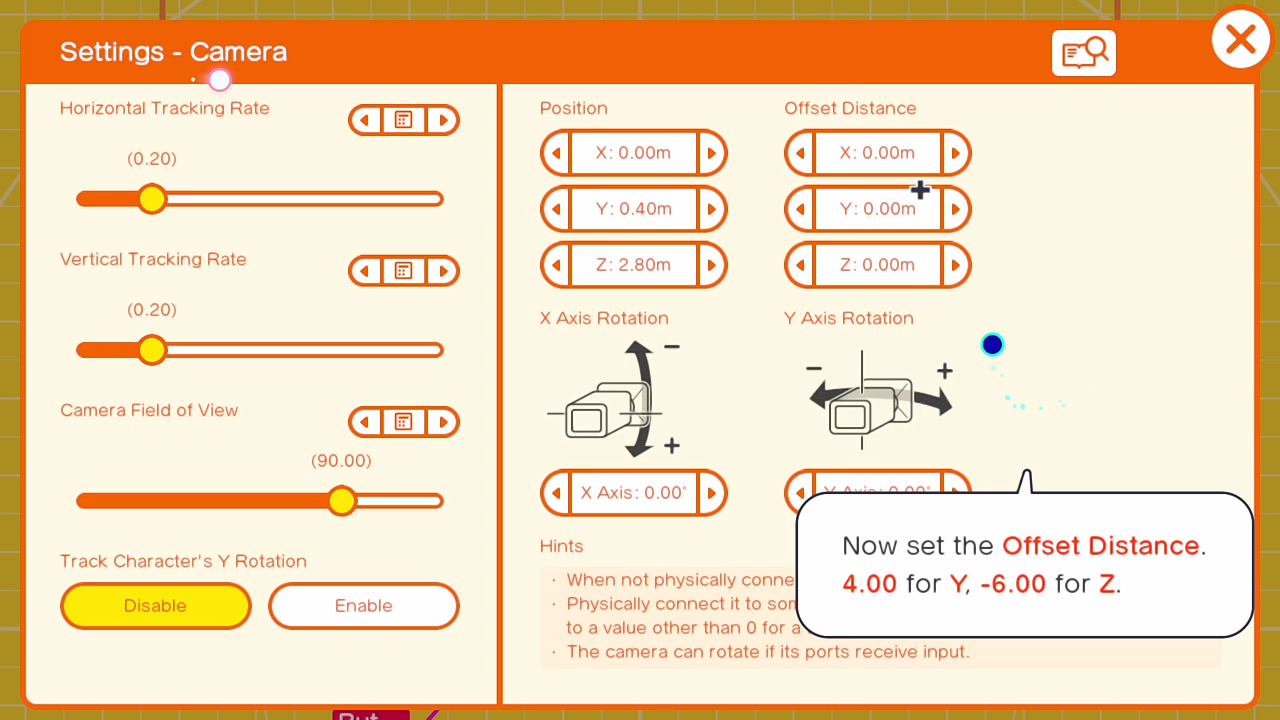 Settings - Camera
Horizontal Tracking Rate
(0.20)
Vertical Tracking Rate
(0.20)
Camera Field of View
(90.00)
Track Character's Y Rotation
Disable
Enable
Position
X: 0.00m
Y: 0.40m
Z: 2.80m
Offset Distance
X: 0.00m
Y: 0.00m
Z: 0.00m
X Axis Rotation
X Axis: 0.00°
Y Axis Rotation
Y Axis: 0.00°
Hints
· When not physically conne
· Physically connect it to so
to a value other than 0 for a
· The camera can rotate if its ports receive input.
Now set the Offset Distance.
4.00 for Y, -6.00 for Z.